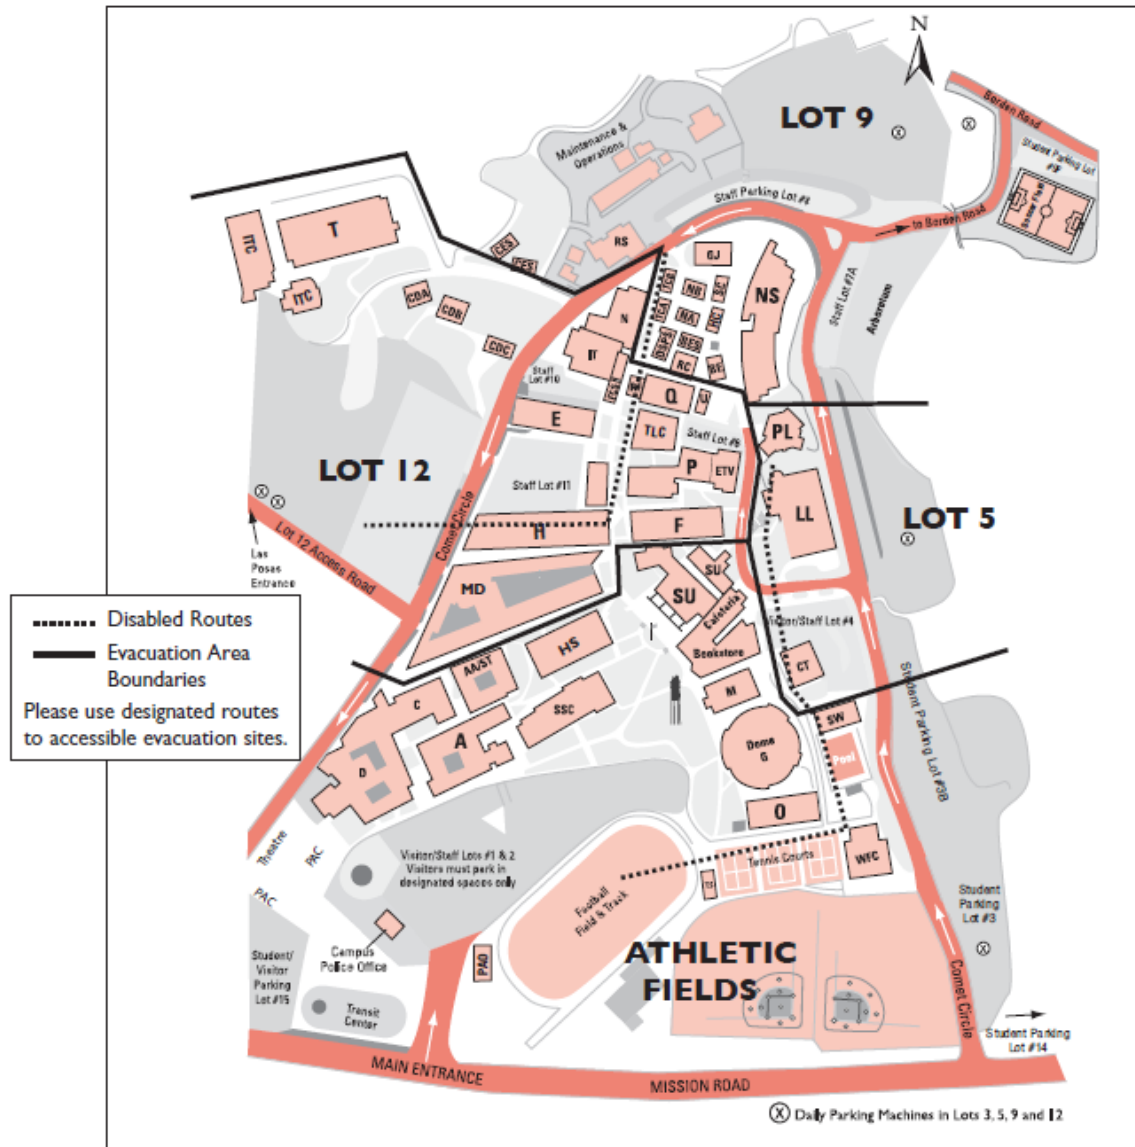 N
LOT 9
Borden Road
Maintenance &
Operations
Student Parking Lot
#9P
Staff Parking Lot #8
to Borden Road
ITC
T
CES
CES
RS
GJ
NS
Staff Lot #7A
Arboretum
ITC
CDA
CDB
CDC
N
TCB
NB
SC
TCA
NA
HC
DSPS
BES
RC
BE
IT
Staff
Lot #10
E
Q
U
TLC
Staff Lot #6
PL
P
ETV
LOT 12
Staff Lot #11
LL
LOT 5
Comet Circle
H
F
Lot 12 Access Road
Las
Posas
Entrance
MD
SU
SU
Cafeteria
Bookstore
Visitor/Staff Lot #4
CT
Disabled Routes
Evacuation Area
Boundaries
Please use designated routes
to accessible evacuation sites.
AA/ST
HS
C
SSC
M
SW
Student Parking Lot #3B
A
D
Dome
G
Pool
O
Theatre
PAC
PAC
Visitor/Staff Lots #1 & 2
Visitors must park in
designated spaces only
Tennis Courts
WFC
Football
Field & Track
Student
Parking
Lot #3
Campus
Police Office
PAO
ATHLETIC
FIELDS
Student/
Visitor
Parking
Lot #15
Transit
Center
Comet Circle
Student Parking
Lot #14
MAIN ENTRANCE
MISSION ROAD
X Daily Parking Machines in Lots 3, 5, 9 and 12